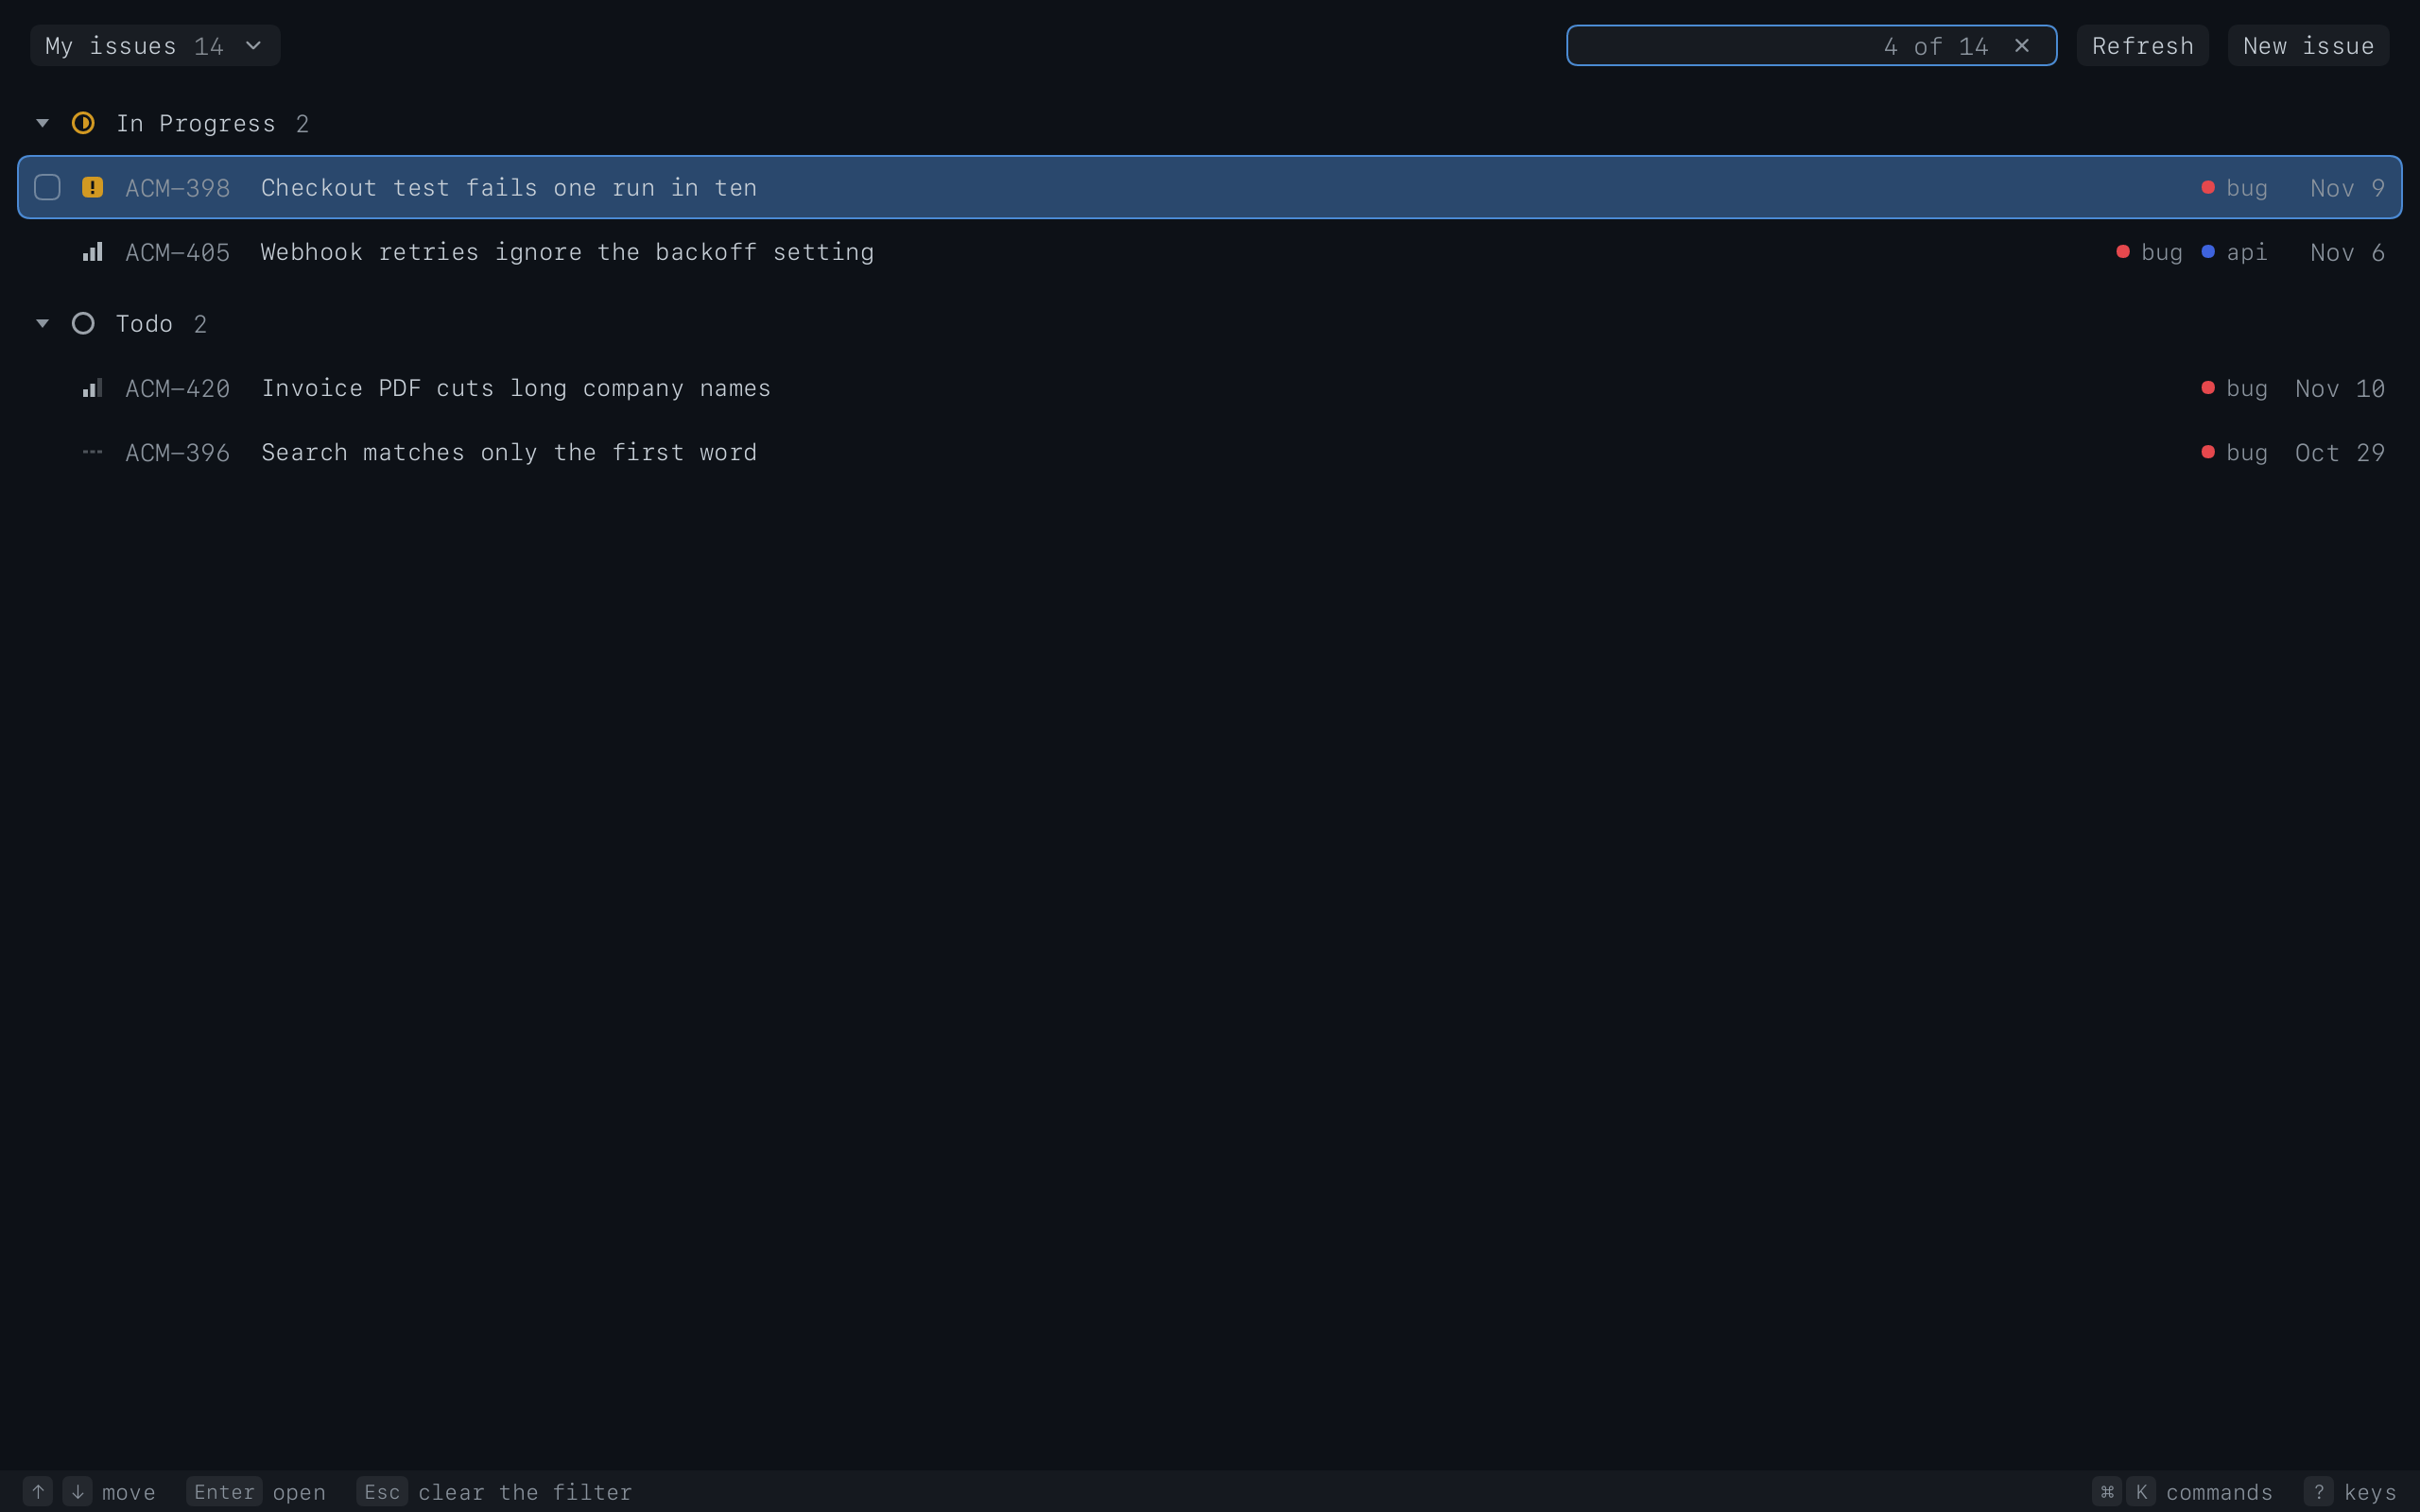 My issues 14 4 of 14 Refresh New issue
In Progress 2
ACM-398 Checkout test fails one run in ten bug Nov 9
ACM-405 Webhook retries ignore the backoff setting bug api Nov 6
Todo 2
ACM-420 Invoice PDF cuts long company names bug Nov 10
ACM-396 Search matches only the first word bug Oct 29
↑ ↓ move Enter open Esc clear the filter ⌘ K commands ? keys